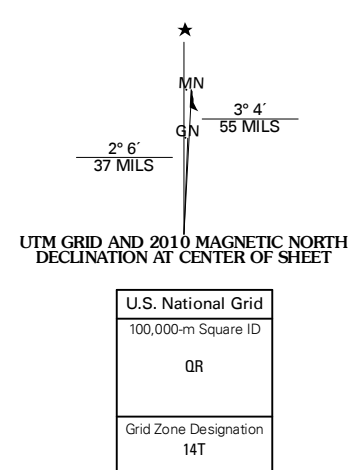 ★
MN
GN
3° 4′
55 MILS
2° 6′
37 MILS
UTM GRID AND 2010 MAGNETIC NORTH
DECLINATION AT CENTER OF SHEET
U.S. National Grid
100,000-m Square ID
QR
Grid Zone Designation
14T